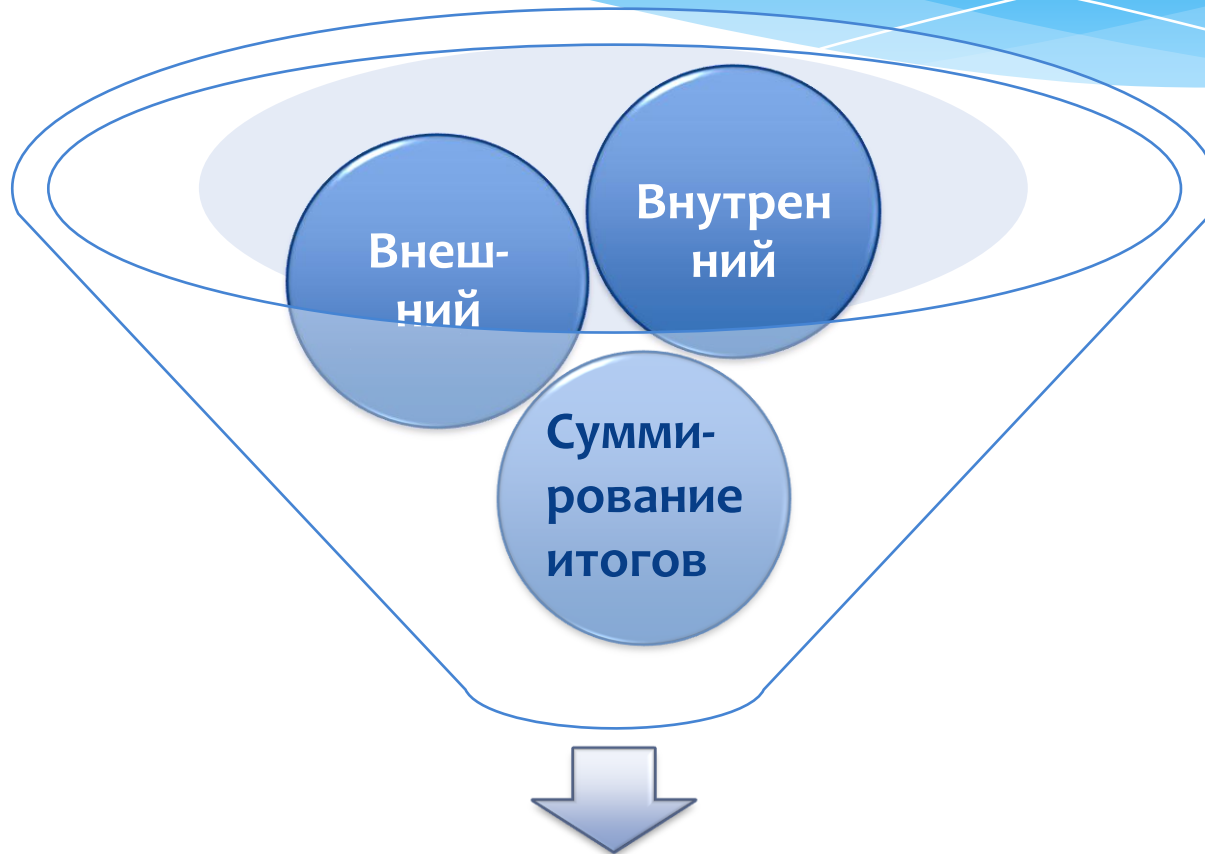 Внеш-
ний
Внутрен
ний
Сумми-
рование
итогов